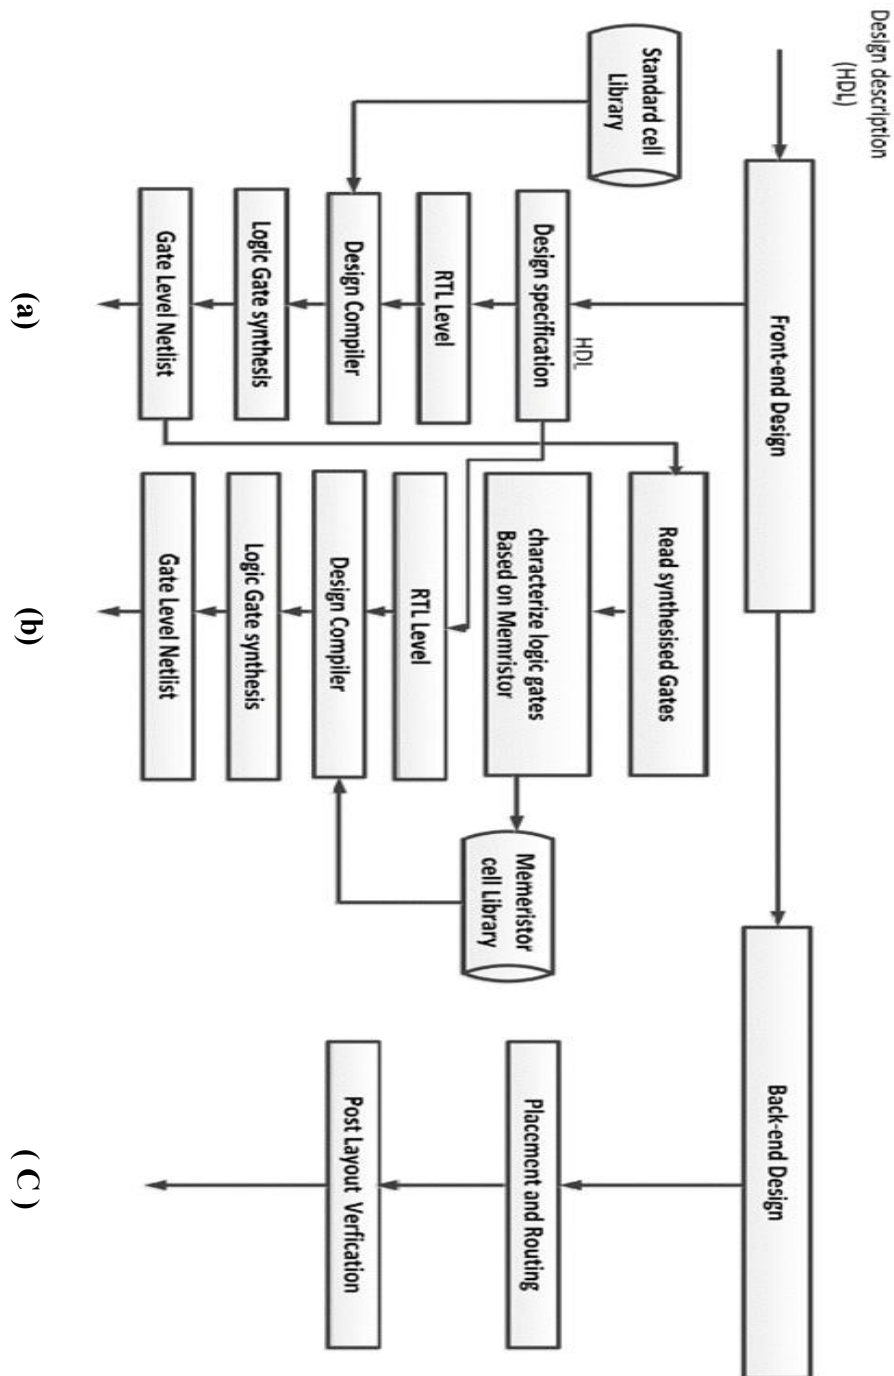 Design description
(HDL)
Front-end Design
Back-end Design
Standard cell
Library
Design specification
HDL
RTL Level
Design Compiler
Logic Gate synthesis
Gate Level Netlist
(a)
Read synthesisised Gates
characterize logic gates
Based on Memristor
Memeristor
cell Library
RTL Level
Design Compiler
Logic Gate synthesis
Gate Level Netlist
(b)
Placment and Routing
Post Layout Verfication
( C )